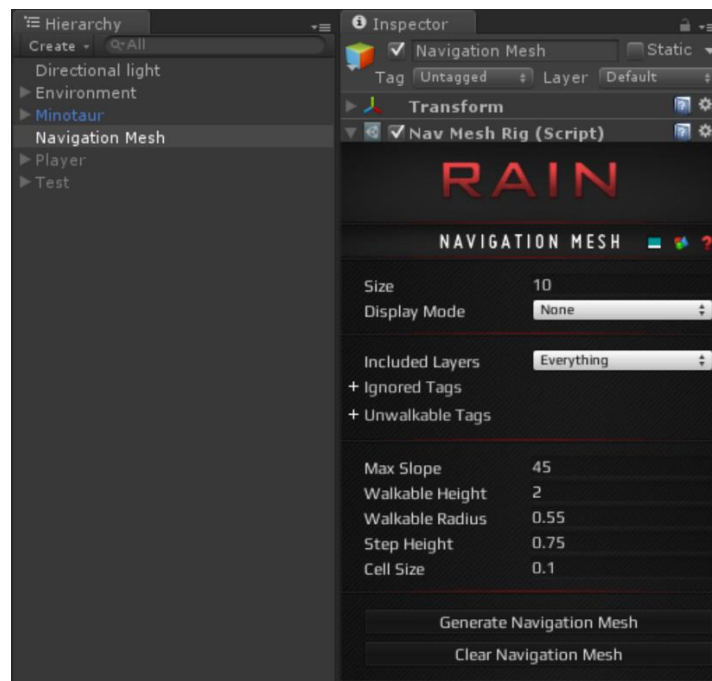 Hierarchy
Create
All
Directional light
Environment
Minotaur
Navigation Mesh
Player
Test
Inspector
Navigation Mesh Static
Tag Untagged Layer Default
Transform
Nav Mesh Rig (Script)
RAIN
NAVIGATION MESH ?
Size 10
Display Mode None
Included Layers Everything
+ Ignored Tags
+ Unwalkable Tags
Max Slope 45
Walkable Height 2
Walkable Radius 0.55
Step Height 0.75
Cell Size 0.1
Generate Navigation Mesh
Clear Navigation Mesh